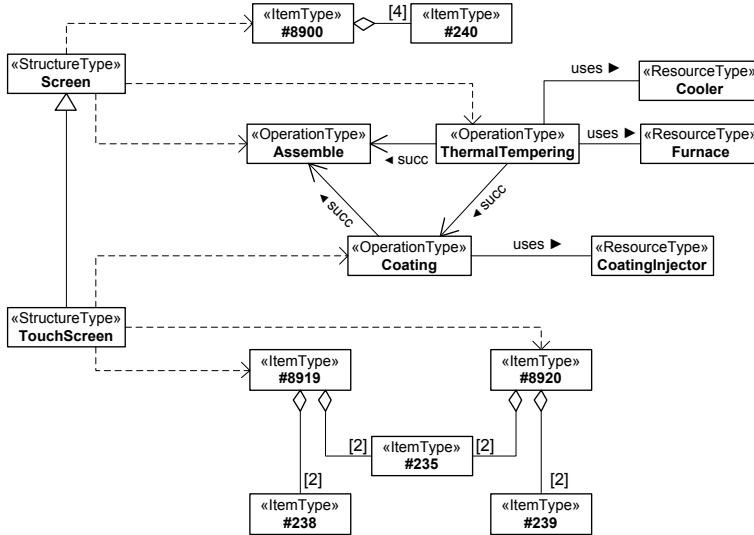 «ItemType»
#8900
[4]
«ItemType»
#240
«StructureType»
Screen
uses ►
«ResourceType»
Cooler
«OperationType»
Assemble
◄ succ
«OperationType»
ThermalTempering
uses ►
«ResourceType»
Furnace
◄ succ
◄ succ
«OperationType»
Coating
uses ►
«ResourceType»
CoatingInjector
«StructureType»
TouchScreen
«ItemType»
#8919
«ItemType»
#8920
[2]
«ItemType»
#235
[2]
[2]
«ItemType»
#238
[2]
«ItemType»
#239